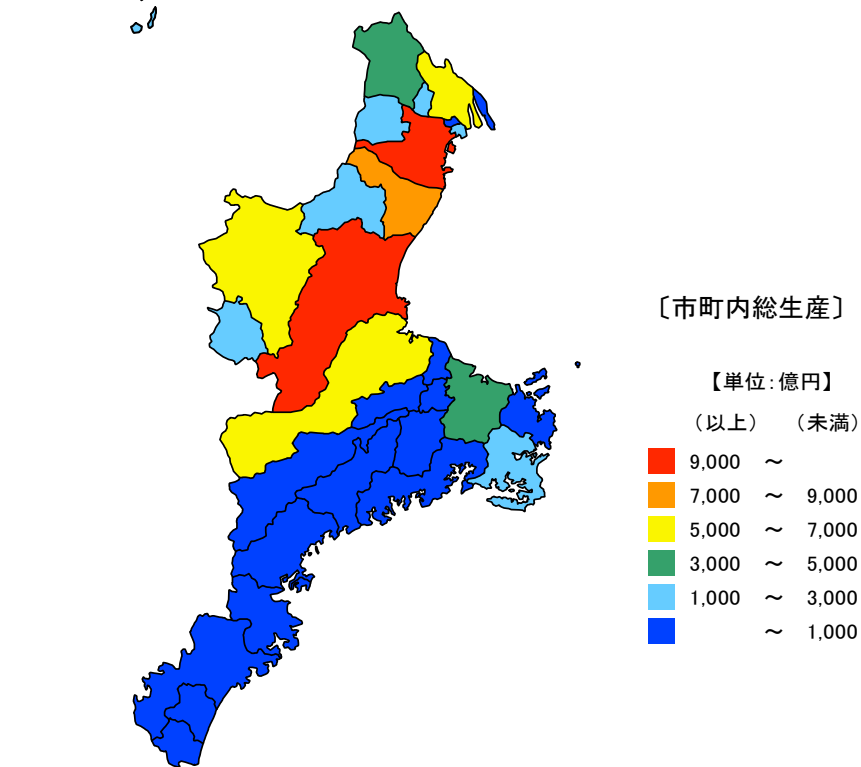 〔市町内総生産〕
【単位：億円】
（以上） （未満）
9,000 ～
7,000 ～ 9,000
5,000 ～ 7,000
3,000 ～ 5,000
1,000 ～ 3,000
～ 1,000